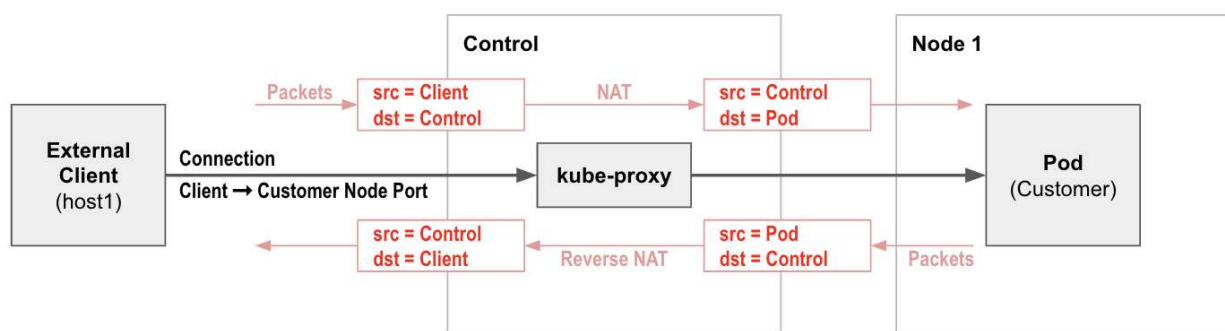 Control
Node 1
Packets
src = Client
dst = Control
NAT
src = Control
dst = Pod
External
Client
(host1)
Connection
Client → Customer Node Port
kube-proxy
Pod
(Customer)
src = Control
dst = Client
Reverse NAT
src = Pod
dst = Control
Packets